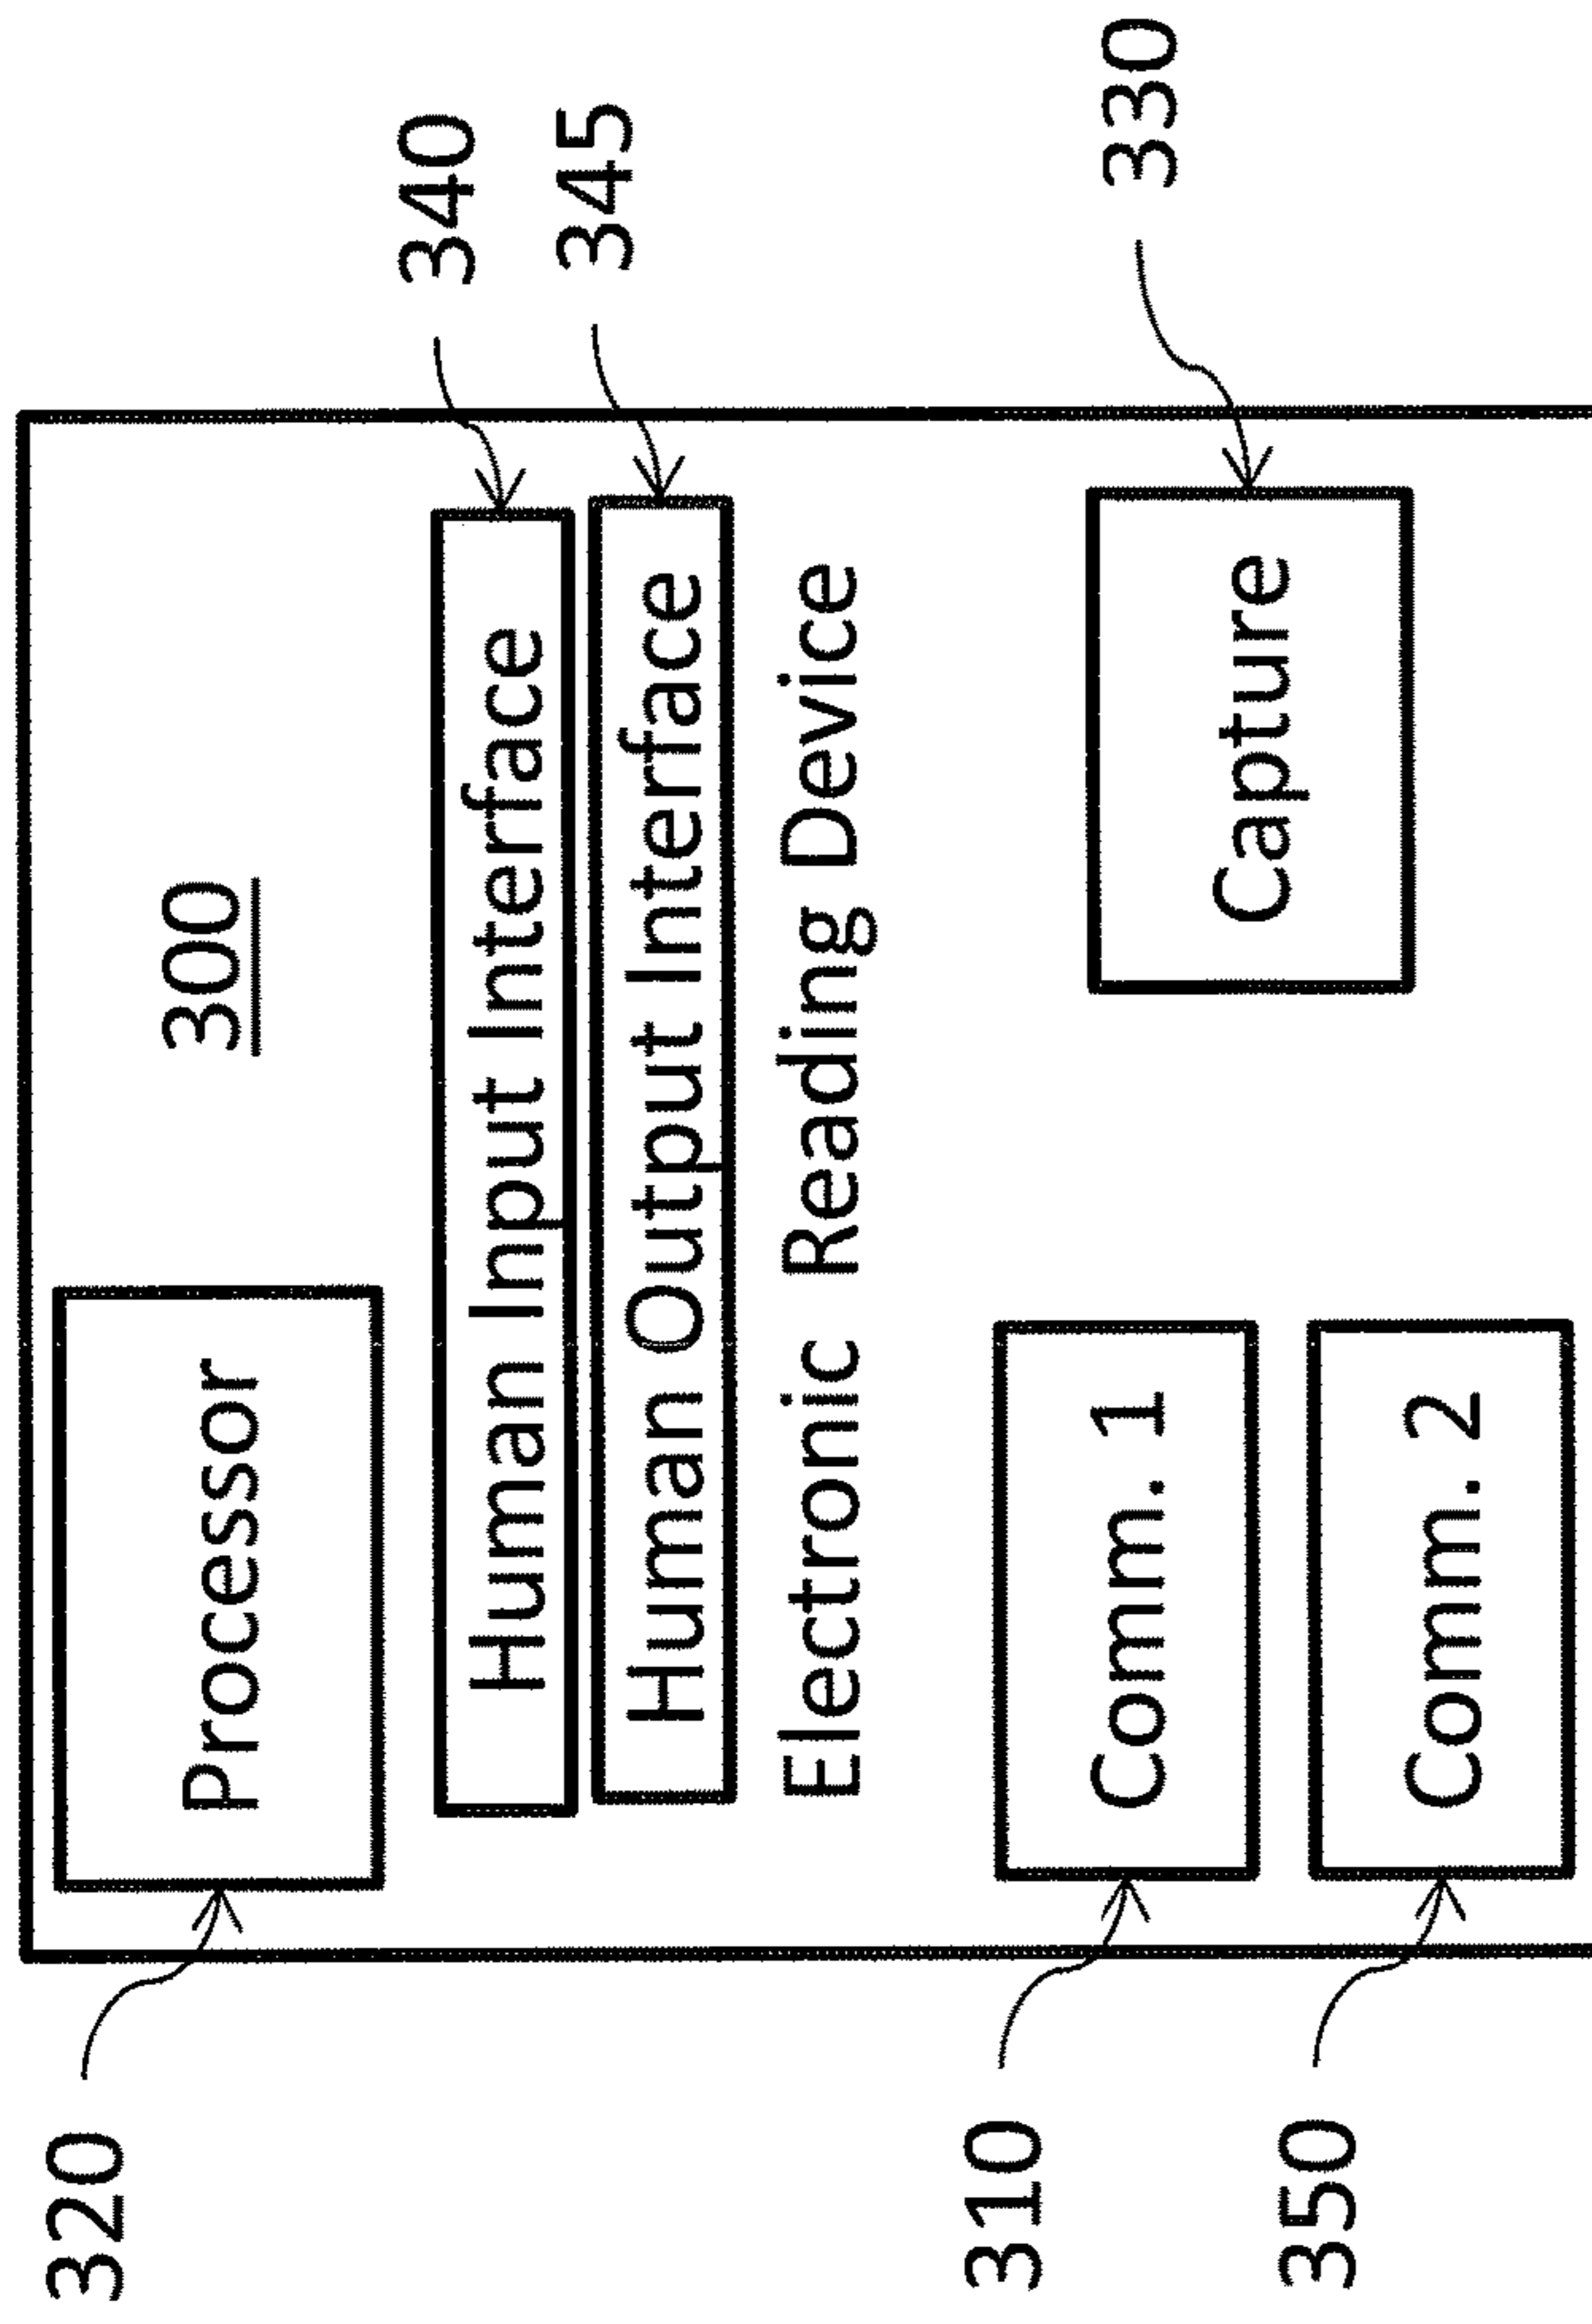 300
320
Processor
340
Human Input Interface
345
Human Output Interface
Electronic Reading Device
310
Comm. 1
Capture
330
350
Comm. 2